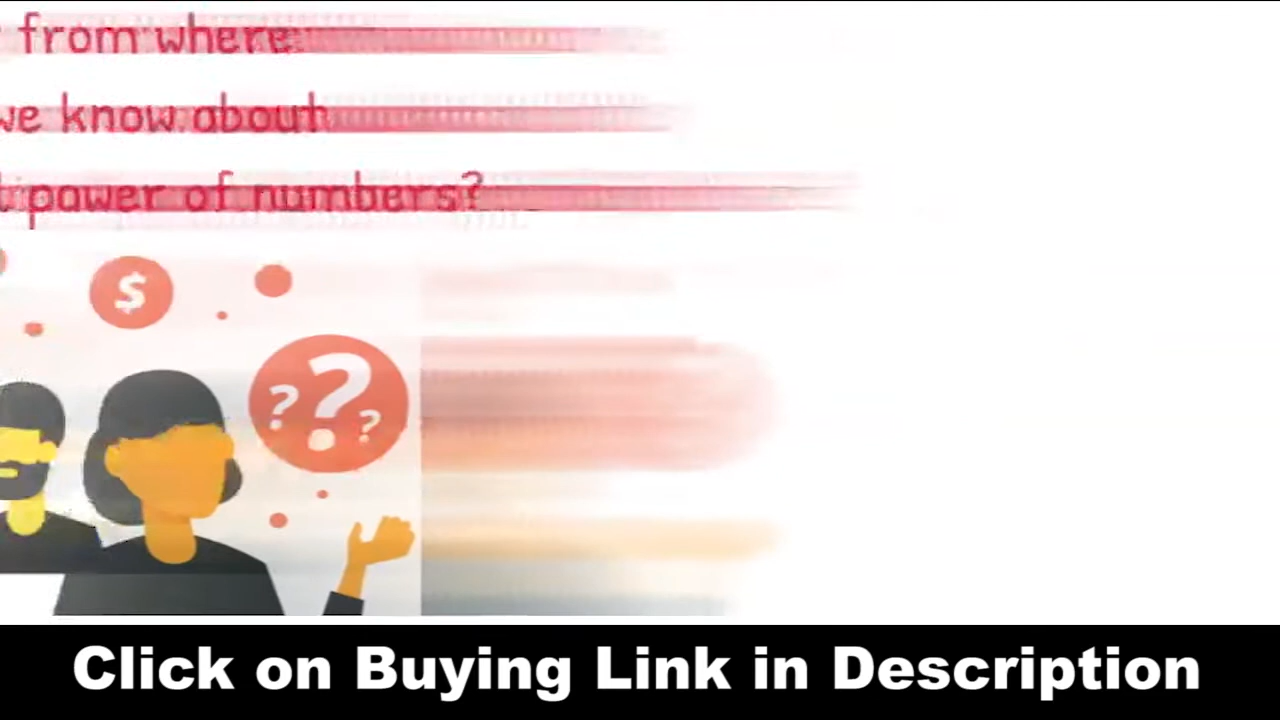 from where
we know about
power of numbers?
$
? ? ?
Click on Buying Link in Description